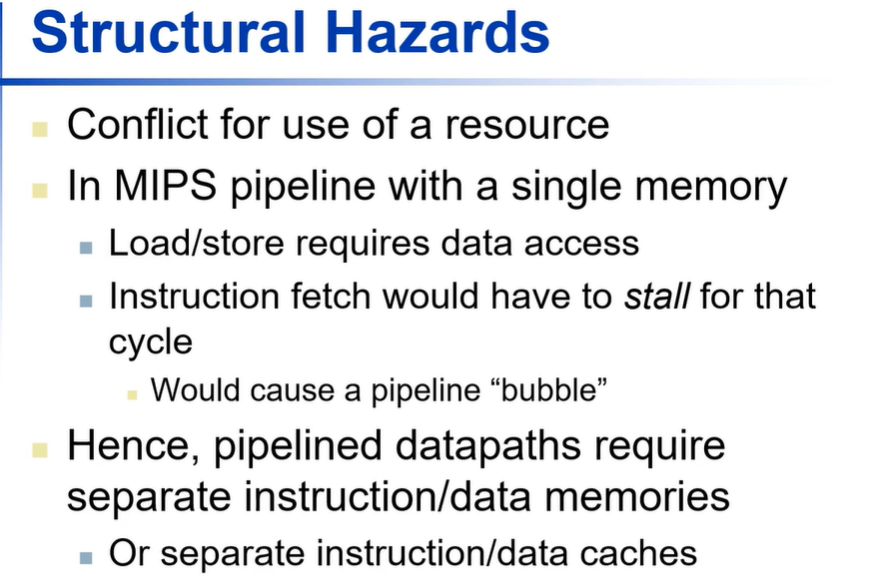 Structural Hazards
Conflict for use of a resource
In MIPS pipeline with a single memory
Load/store requires data access
Instruction fetch would have to stall for that
cycle
Would cause a pipeline “bubble”
Hence, pipelined datapaths require
separate instruction/data memories
Or separate instruction/data caches